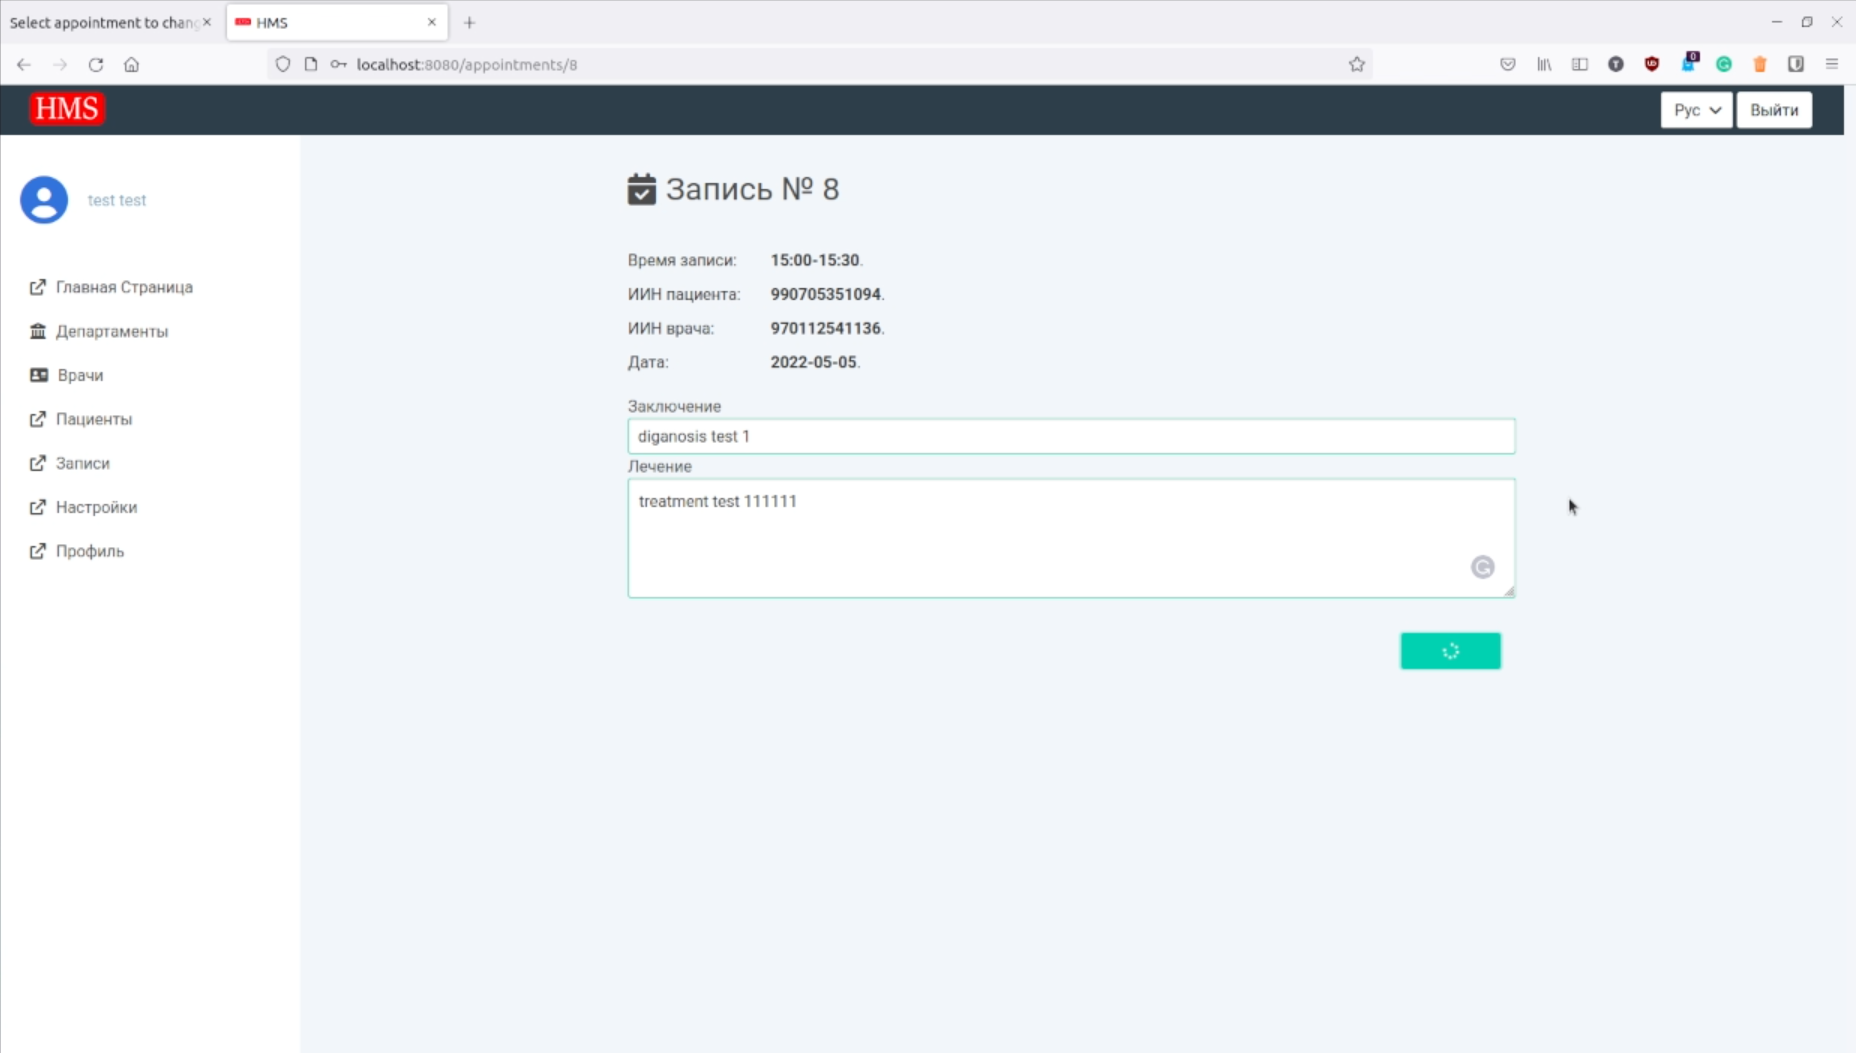 Select appointment to chang
HMS
localhost:8080/appointments/8
0
HMS
Рус
Выйти
test test
Главная Страница
Департаменты
Врачи
Пациенты
Записи
Настройки
Профиль
Запись № 8
Время записи: 15:00-15:30.
ИИН пациента: 990705351094.
ИИН врача: 970112541136.
Дата: 2022-05-05.
Заключение
diganosis test 1
Лечение
treatment test 111111